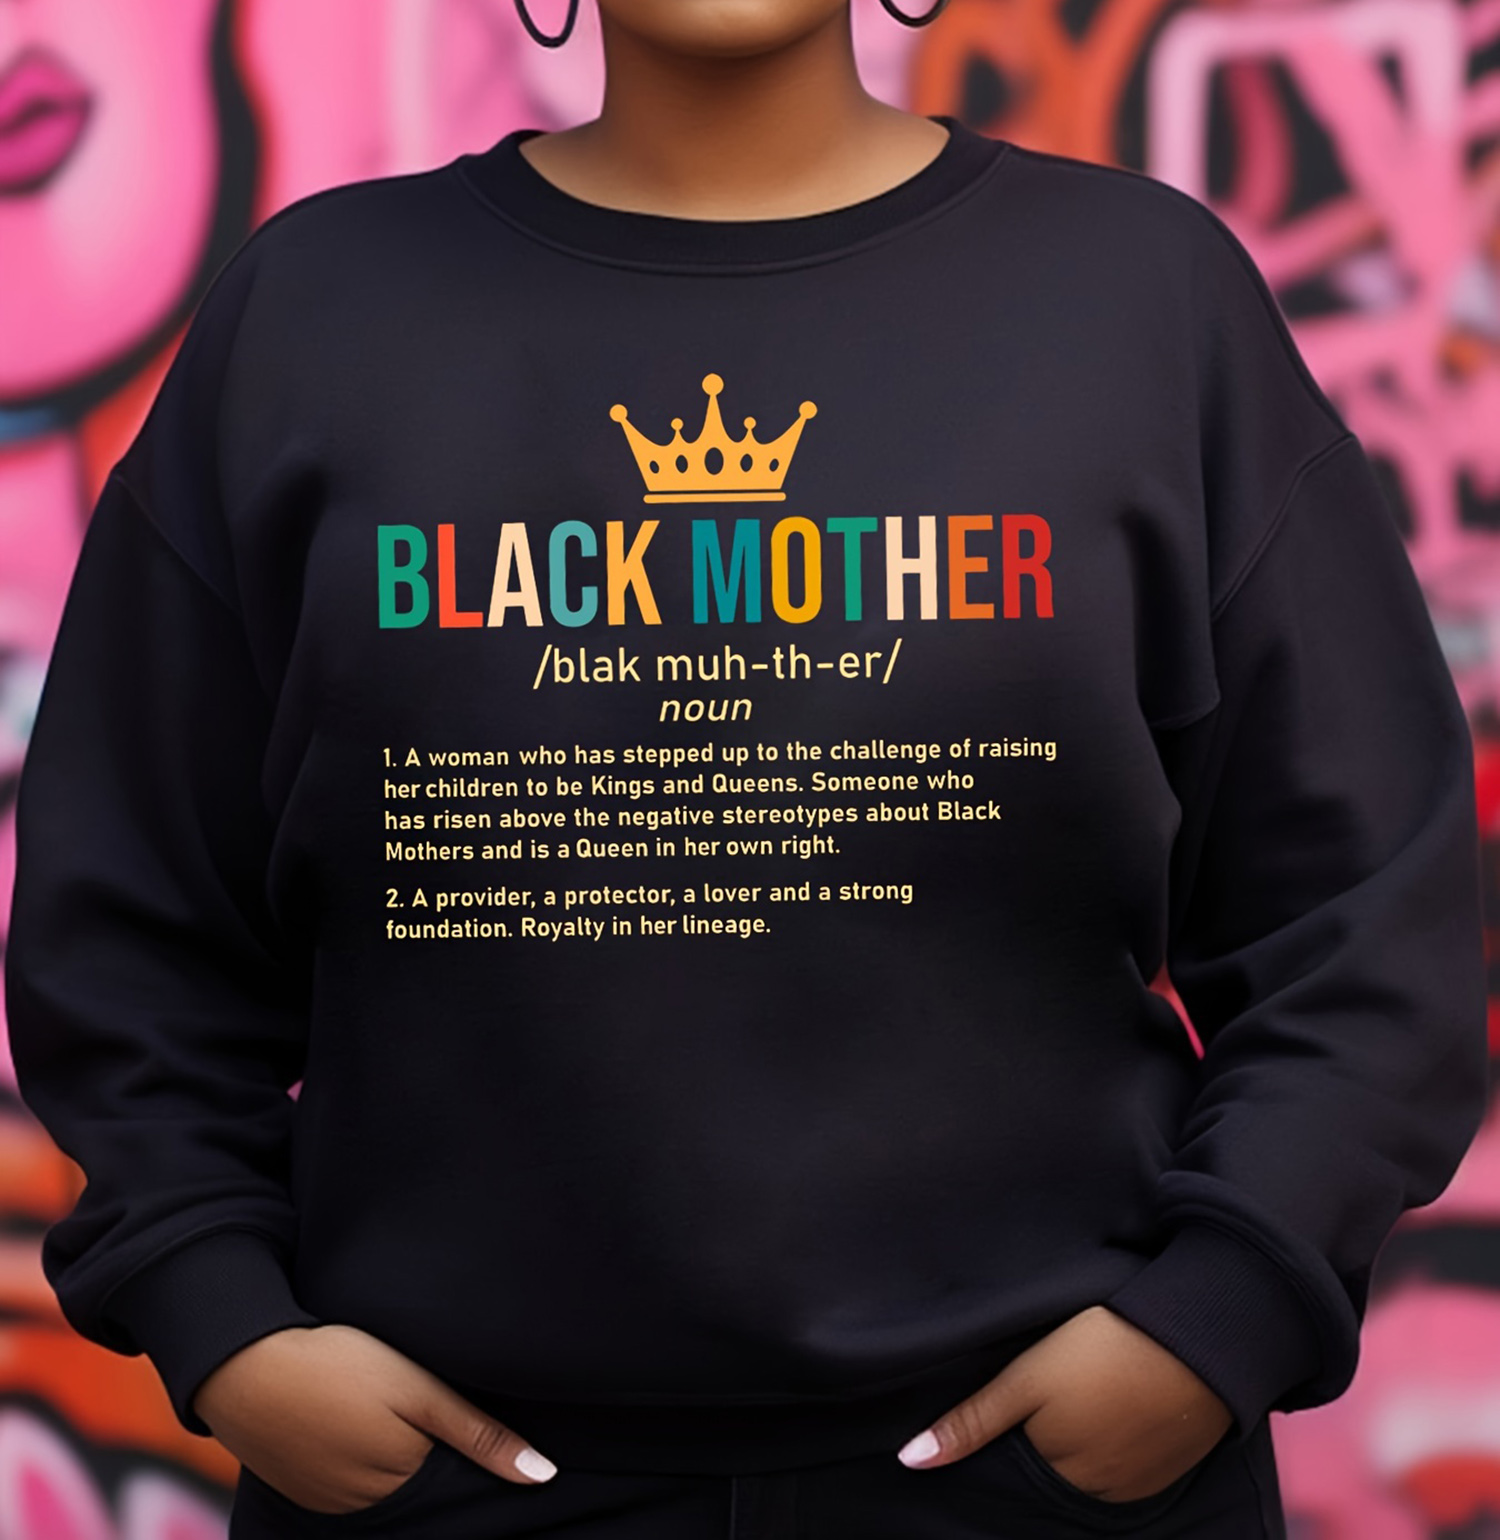 BLACK MOTHER
/blak muh-th-er/
noun
1. A woman who has stepped up to the challenge of raising
her children to be Kings and Queens. Someone who
has risen above the negative stereotypes about Black
Mothers and is a Queen in her own right.
2. A provider, a protector, a lover and a strong
foundation. Royalty in her lineage.